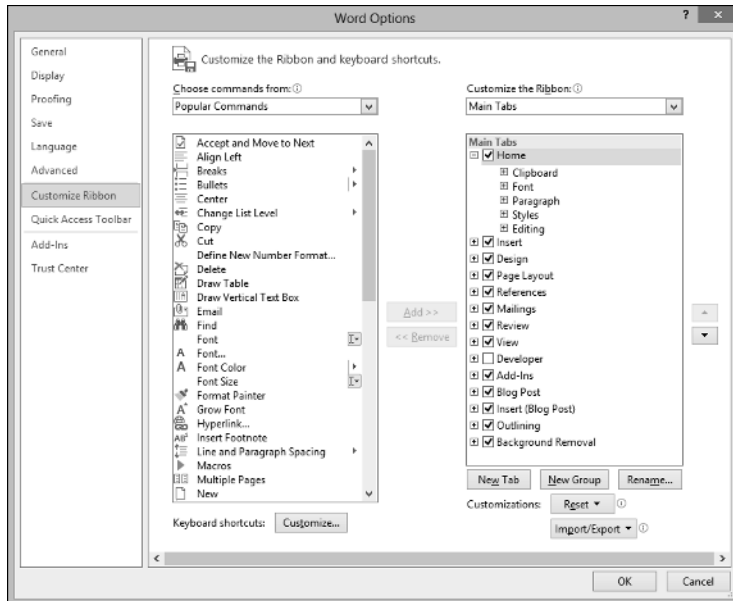 Word Options
?
×
General
Display
Proofing
Save
Language
Advanced
Customize Ribbon
Quick Access Toolbar
Add-Ins
Trust Center
Customize the Ribbon and keyboard shortcuts.
Choose commands from:
Popular Commands
Accept and Move to Next
Align Left
Breaks
Bullets
Center
Change List Level
Copy
Cut
Define New Number Format...
Delete
Draw Table
Draw Vertical Text Box
Email
Find
Font
Font...
Font Color
Font Size
Format Painter
Grow Font
Hyperlink...
Insert Footnote
Line and Paragraph Spacing
Macros
Multiple Pages
New
Keyboard shortcuts: Customize...
Add >>
<< Remove
Customize the Ribbon:
Main Tabs
Main Tabs
Home
Clipboard
Font
Paragraph
Styles
Editing
Insert
Design
Page Layout
References
Mailings
Review
View
Developer
Add-Ins
Blog Post
Insert (Blog Post)
Outlining
Background Removal
New Tab New Group Rename...
Customizations: Reset
Import/Export
OK Cancel